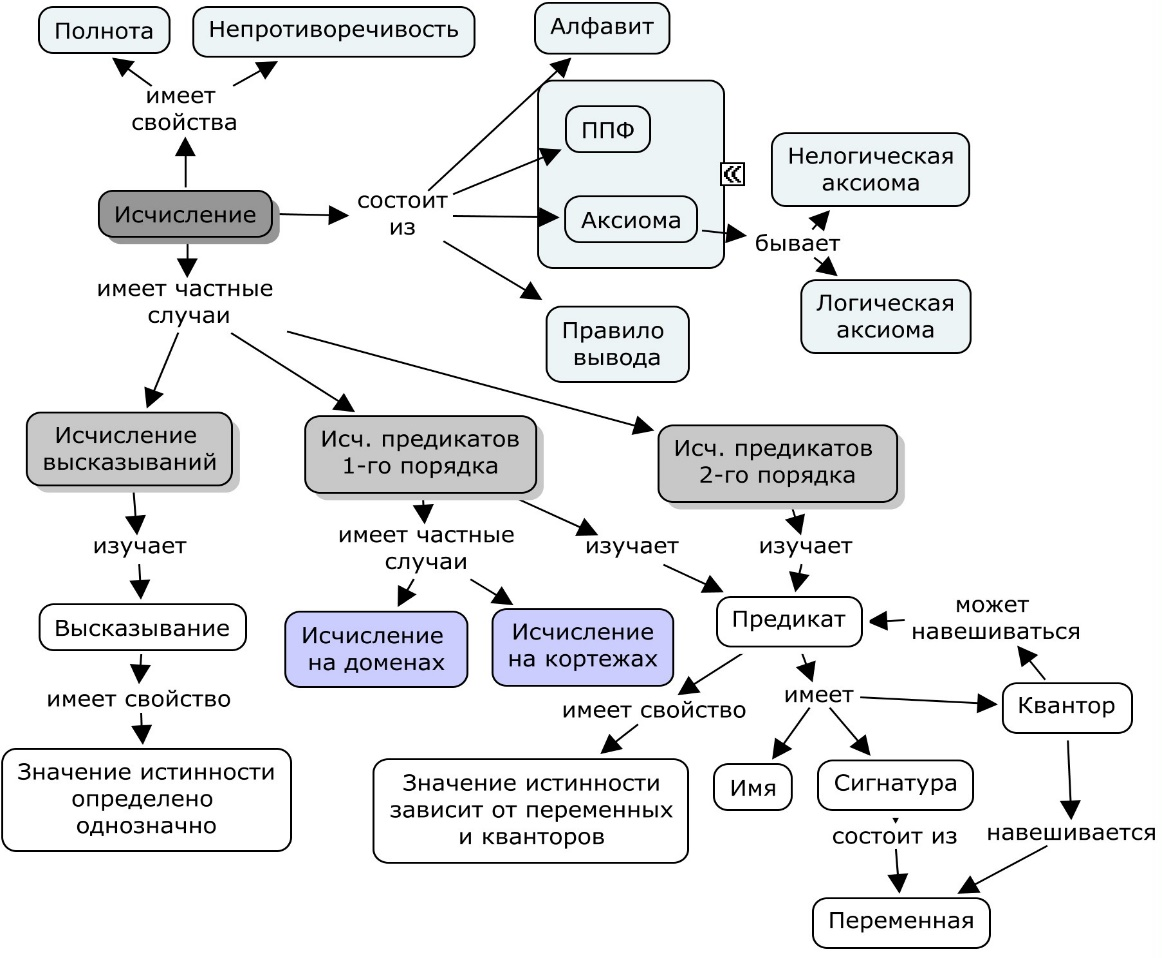 Полнота
Непротиворечивость
Алфавит
имеет
свойства
ППФ
Нелогическая
аксиома
Исчисление
состоит
из
Аксиома
бывает
имеет частные
случаи
Логическая
аксиома
Правило
вывода
Исчисление
высказываний
Исч. предикатов
1-го порядка
Исч. предикатов
2-го порядка
изучает
имеет частные
случаи
изучает
изучает
Высказывание
Исчисление
на доменах
Исчисление
на кортежах
Предикат
может
навешиваться
имеет свойство
имеет свойство
имеет
Квантор
Значение истинности
определено
однозначно
Значение истинности
зависит от переменных
и кванторов
Имя
Сигнатура
состоит из
навешивается
Переменная